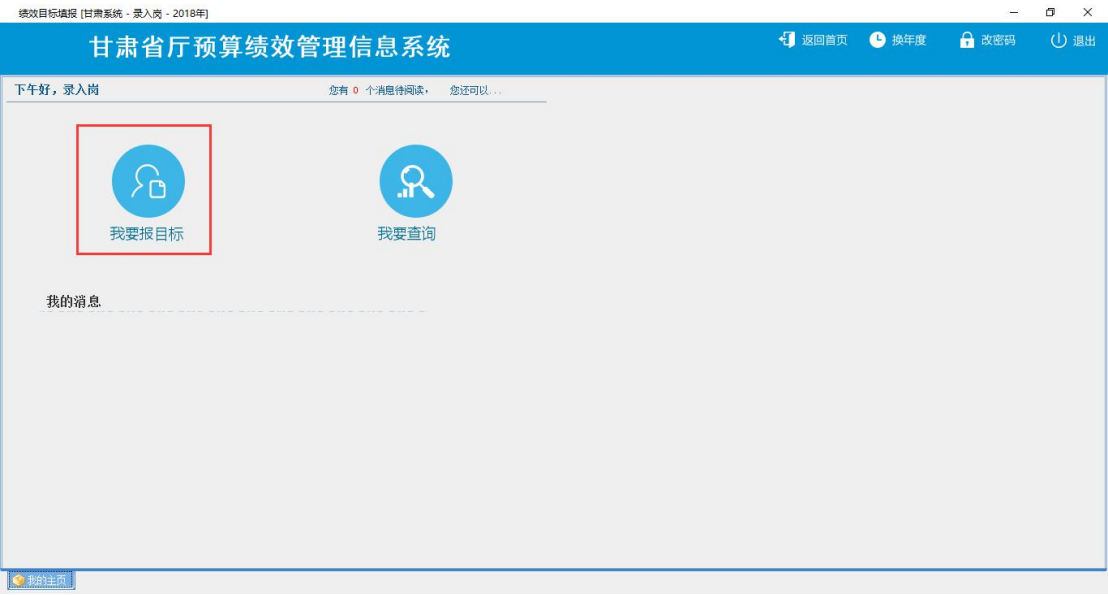 绩效目标填报 [甘肃系统 - 录入岗 - 2018年]
甘肃省厅预算绩效管理信息系统
返回首页 换年度 改密码 退出
下午好，录入岗 您有 0 个消息待阅读， 您还可以...
我要报目标 我要查询
我的消息
我的主页